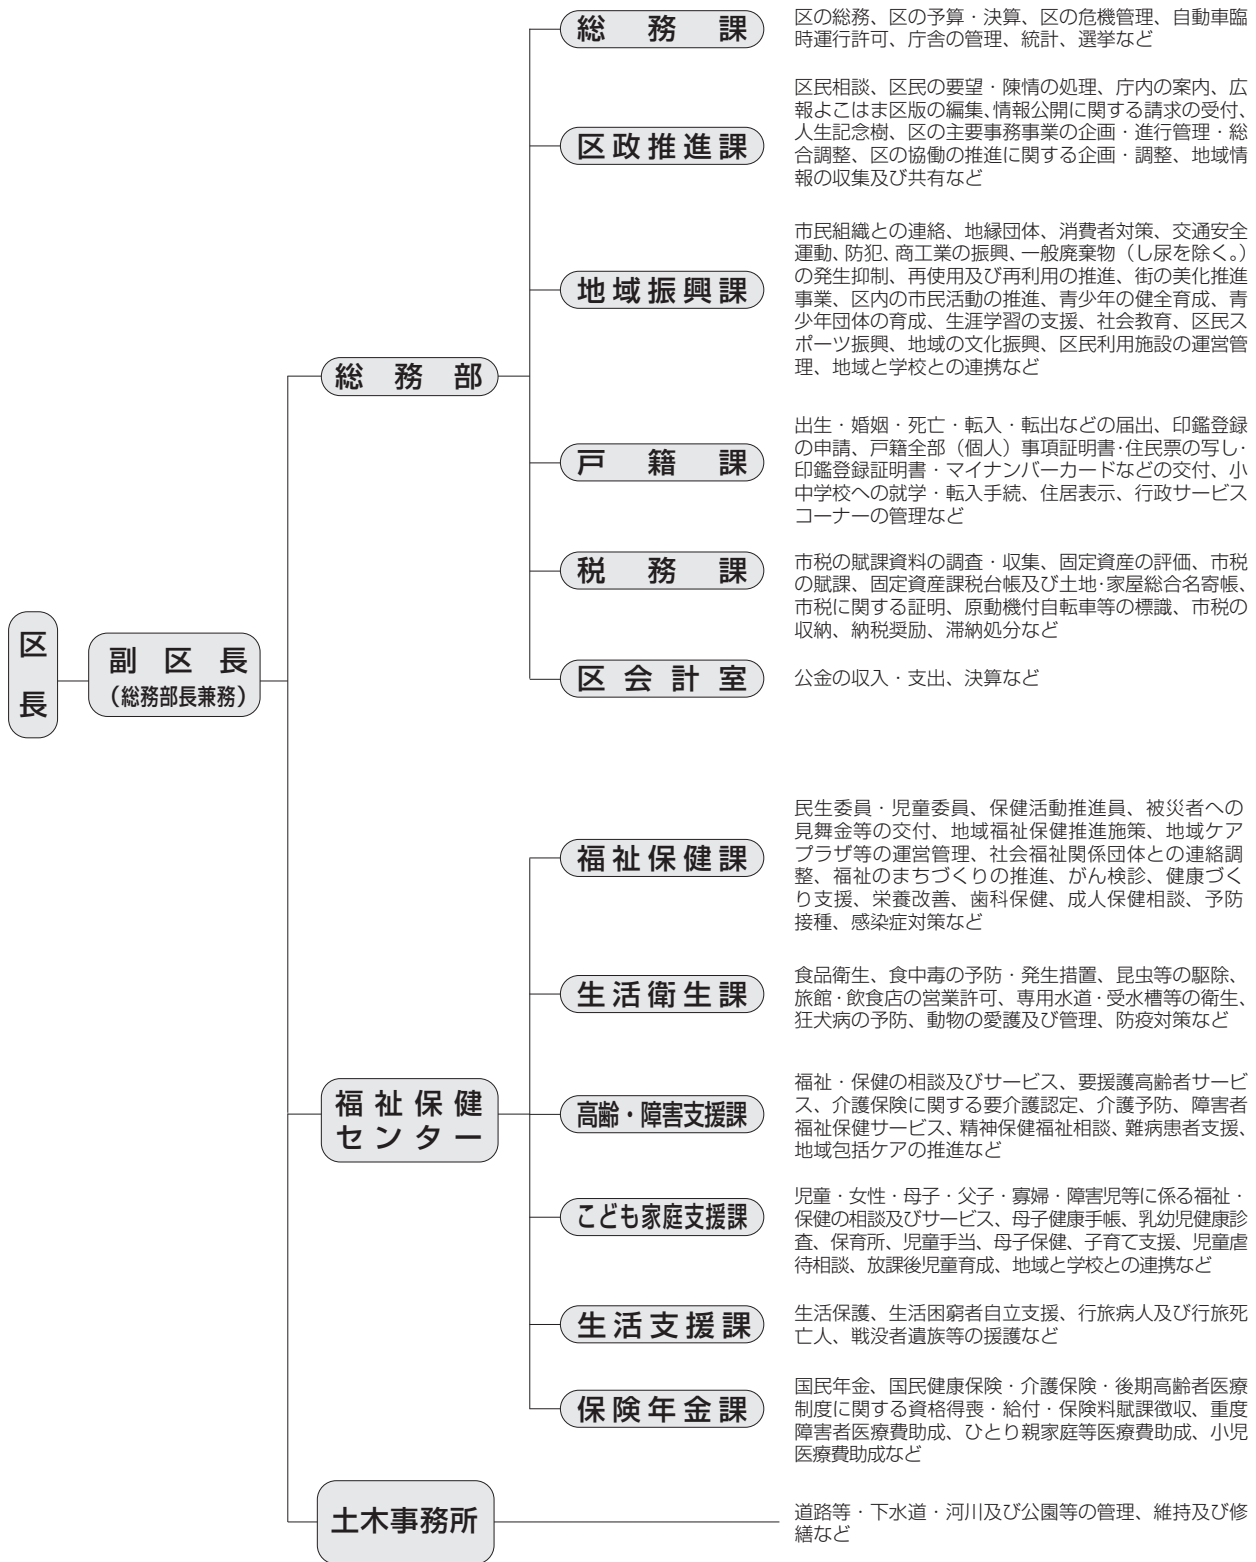 区長
副区長
（総務部長兼務）
総務部
総務課
区の総務、区の予算・決算、区の危機管理、自動車臨
時運行許可、庁舎の管理、統計、選挙など
区政推進課
区民相談、区民の要望・陳情の処理、庁内の案内、広
報よこはま区版の編集、情報公開に関する請求の受付、
人生記念樹、区の主要事務事業の企画・進行管理・総
合調整、区の協働の推進に関する企画・調整、地域情
報の収集及び共有など
地域振興課
市民組織との連絡、地縁団体、消費者対策、交通安全
運動、防犯、商工業の振興、一般廃棄物（し尿を除く。）
の発生抑制、再使用及び再利用の推進、街の美化推進
事業、区内の市民活動の推進、青少年の健全育成、青
少年団体の育成、生涯学習の支援、社会教育、区民ス
ポーツ振興、地域の文化振興、区民利用施設の運営管
理、地域と学校との連携など
戸籍課
出生・婚姻・死亡・転入・転出などの届出、印鑑登録
の申請、戸籍全部（個人）事項証明書・住民票の写し・
印鑑登録証明書・マイナンバーカードなどの交付、小
中学校への就学・転入手続、住居表示、行政サービス
コーナーの管理など
税務課
市税の賦課資料の調査・収集、固定資産の評価、市税
の賦課、固定資産課税台帳及び土地・家屋総合名寄帳、
市税に関する証明、原動機付自転車等の標識、市税の
収納、納税奨励、滞納処分など
区会計室
公金の収入・支出、決算など
福祉保健
センター
福祉保健課
民生委員・児童委員、保健活動推進員、被災者への
見舞金等の交付、地域福祉保健推進施策、地域ケア
プラザ等の運営管理、社会福祉関係団体との連絡調
整、福祉のまちづくりの推進、がん検診、健康づく
り支援、栄養改善、歯科保健、成人保健相談、予防
接種、感染症対策など
生活衛生課
食品衛生、食中毒の予防・発生措置、昆虫等の駆除、
旅館・飲食店の営業許可、専用水道・受水槽等の衛生、
狂犬病の予防、動物の愛護及び管理、防疫対策など
高齢・障害支援課
福祉・保健の相談及びサービス、要援護高齢者サービ
ス、介護保険に関する要介護認定、介護予防、障害者
福祉保健サービス、精神保健福祉相談、難病患者支援、
地域包括ケアの推進など
こども家庭支援課
児童・女性・母子・父子・寡婦・障害児等に係る福祉・
保健の相談及びサービス、母子健康手帳、乳幼児健康診
査、保育所、児童手当、母子保健、子育て支援、児童虐
待相談、放課後児童育成、地域と学校との連携など
生活支援課
生活保護、生活困窮者自立支援、行旅病人及び行旅死
亡人、戦没者遺族等の援護など
保険年金課
国民年金、国民健康保険・介護保険・後期高齢者医療
制度に関する資格得喪・給付・保険料賦課徴収、重度
障害者医療費助成、ひとり親家庭等医療費助成、小児
医療費助成など
土木事務所
道路等・下水道・河川及び公園等の管理、維持及び修
繕など